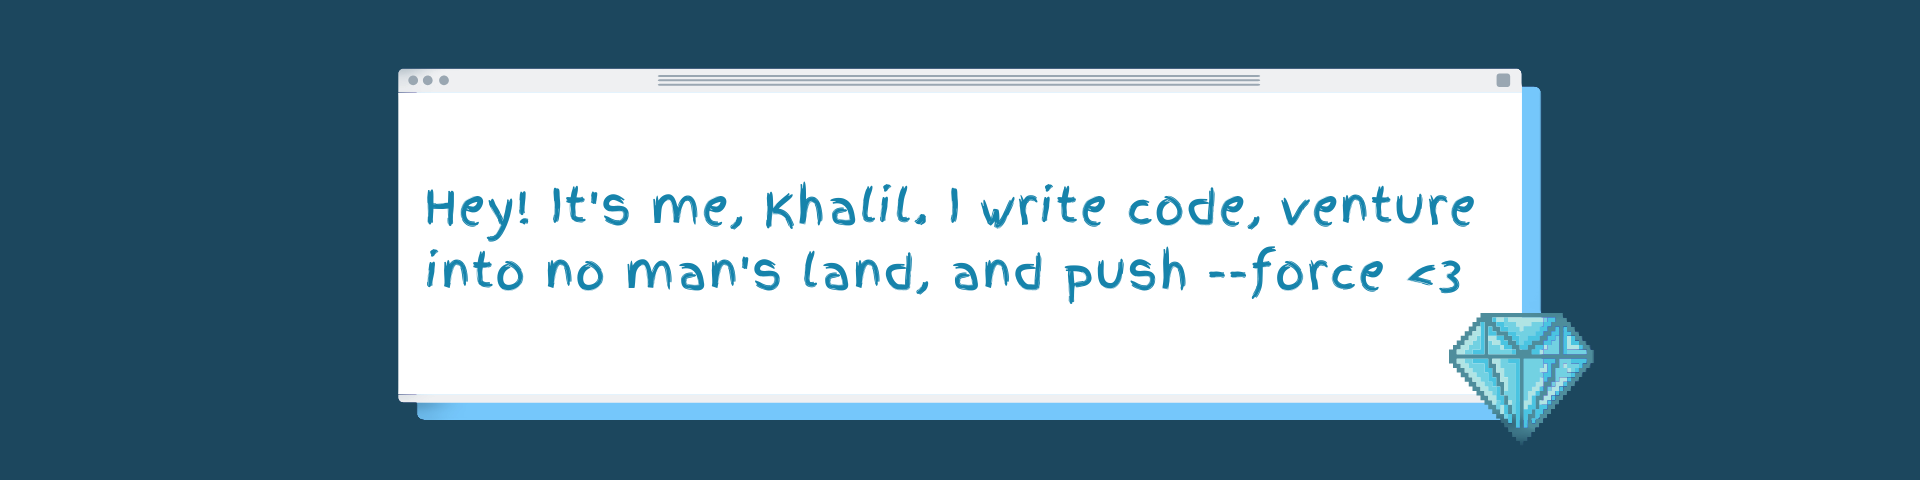 Hey! It's me, Khalil. I write code, venture
into no man's land, and push --force <3